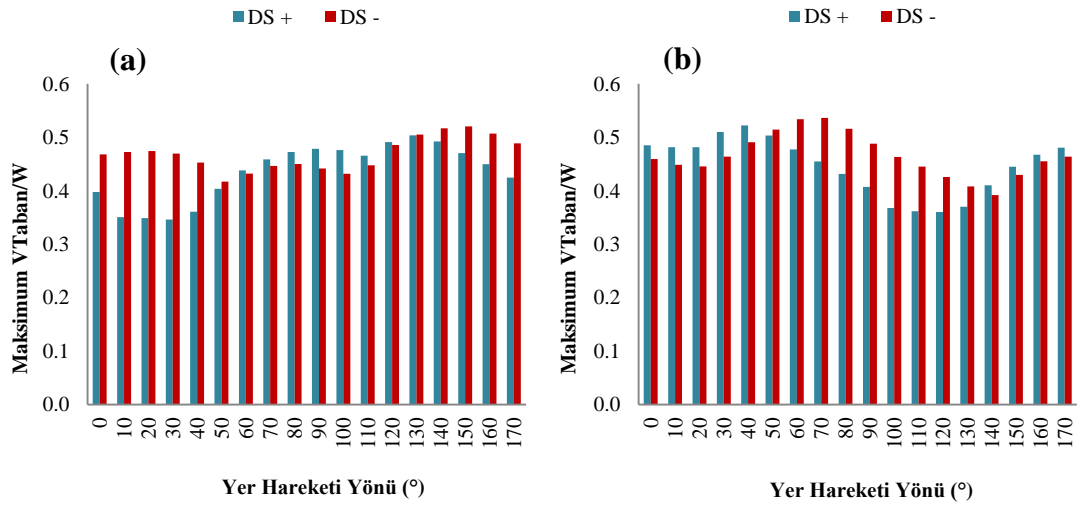 DS + DS -
(a)
Maksimum VTaban/W
0.6
0.5
0.4
0.3
0.2
0.1
0.0
0 10 20 30 40 50 60 70 80 90 100 110 120 130 140 150 160 170
Yer Hareketi Yönü (°)
DS + DS -
(b)
Maksimum VTaban/W
0.6
0.5
0.4
0.3
0.2
0.1
0.0
0 10 20 30 40 50 60 70 80 90 100 110 120 130 140 150 160 170
Yer Hareketi Yönü (°)